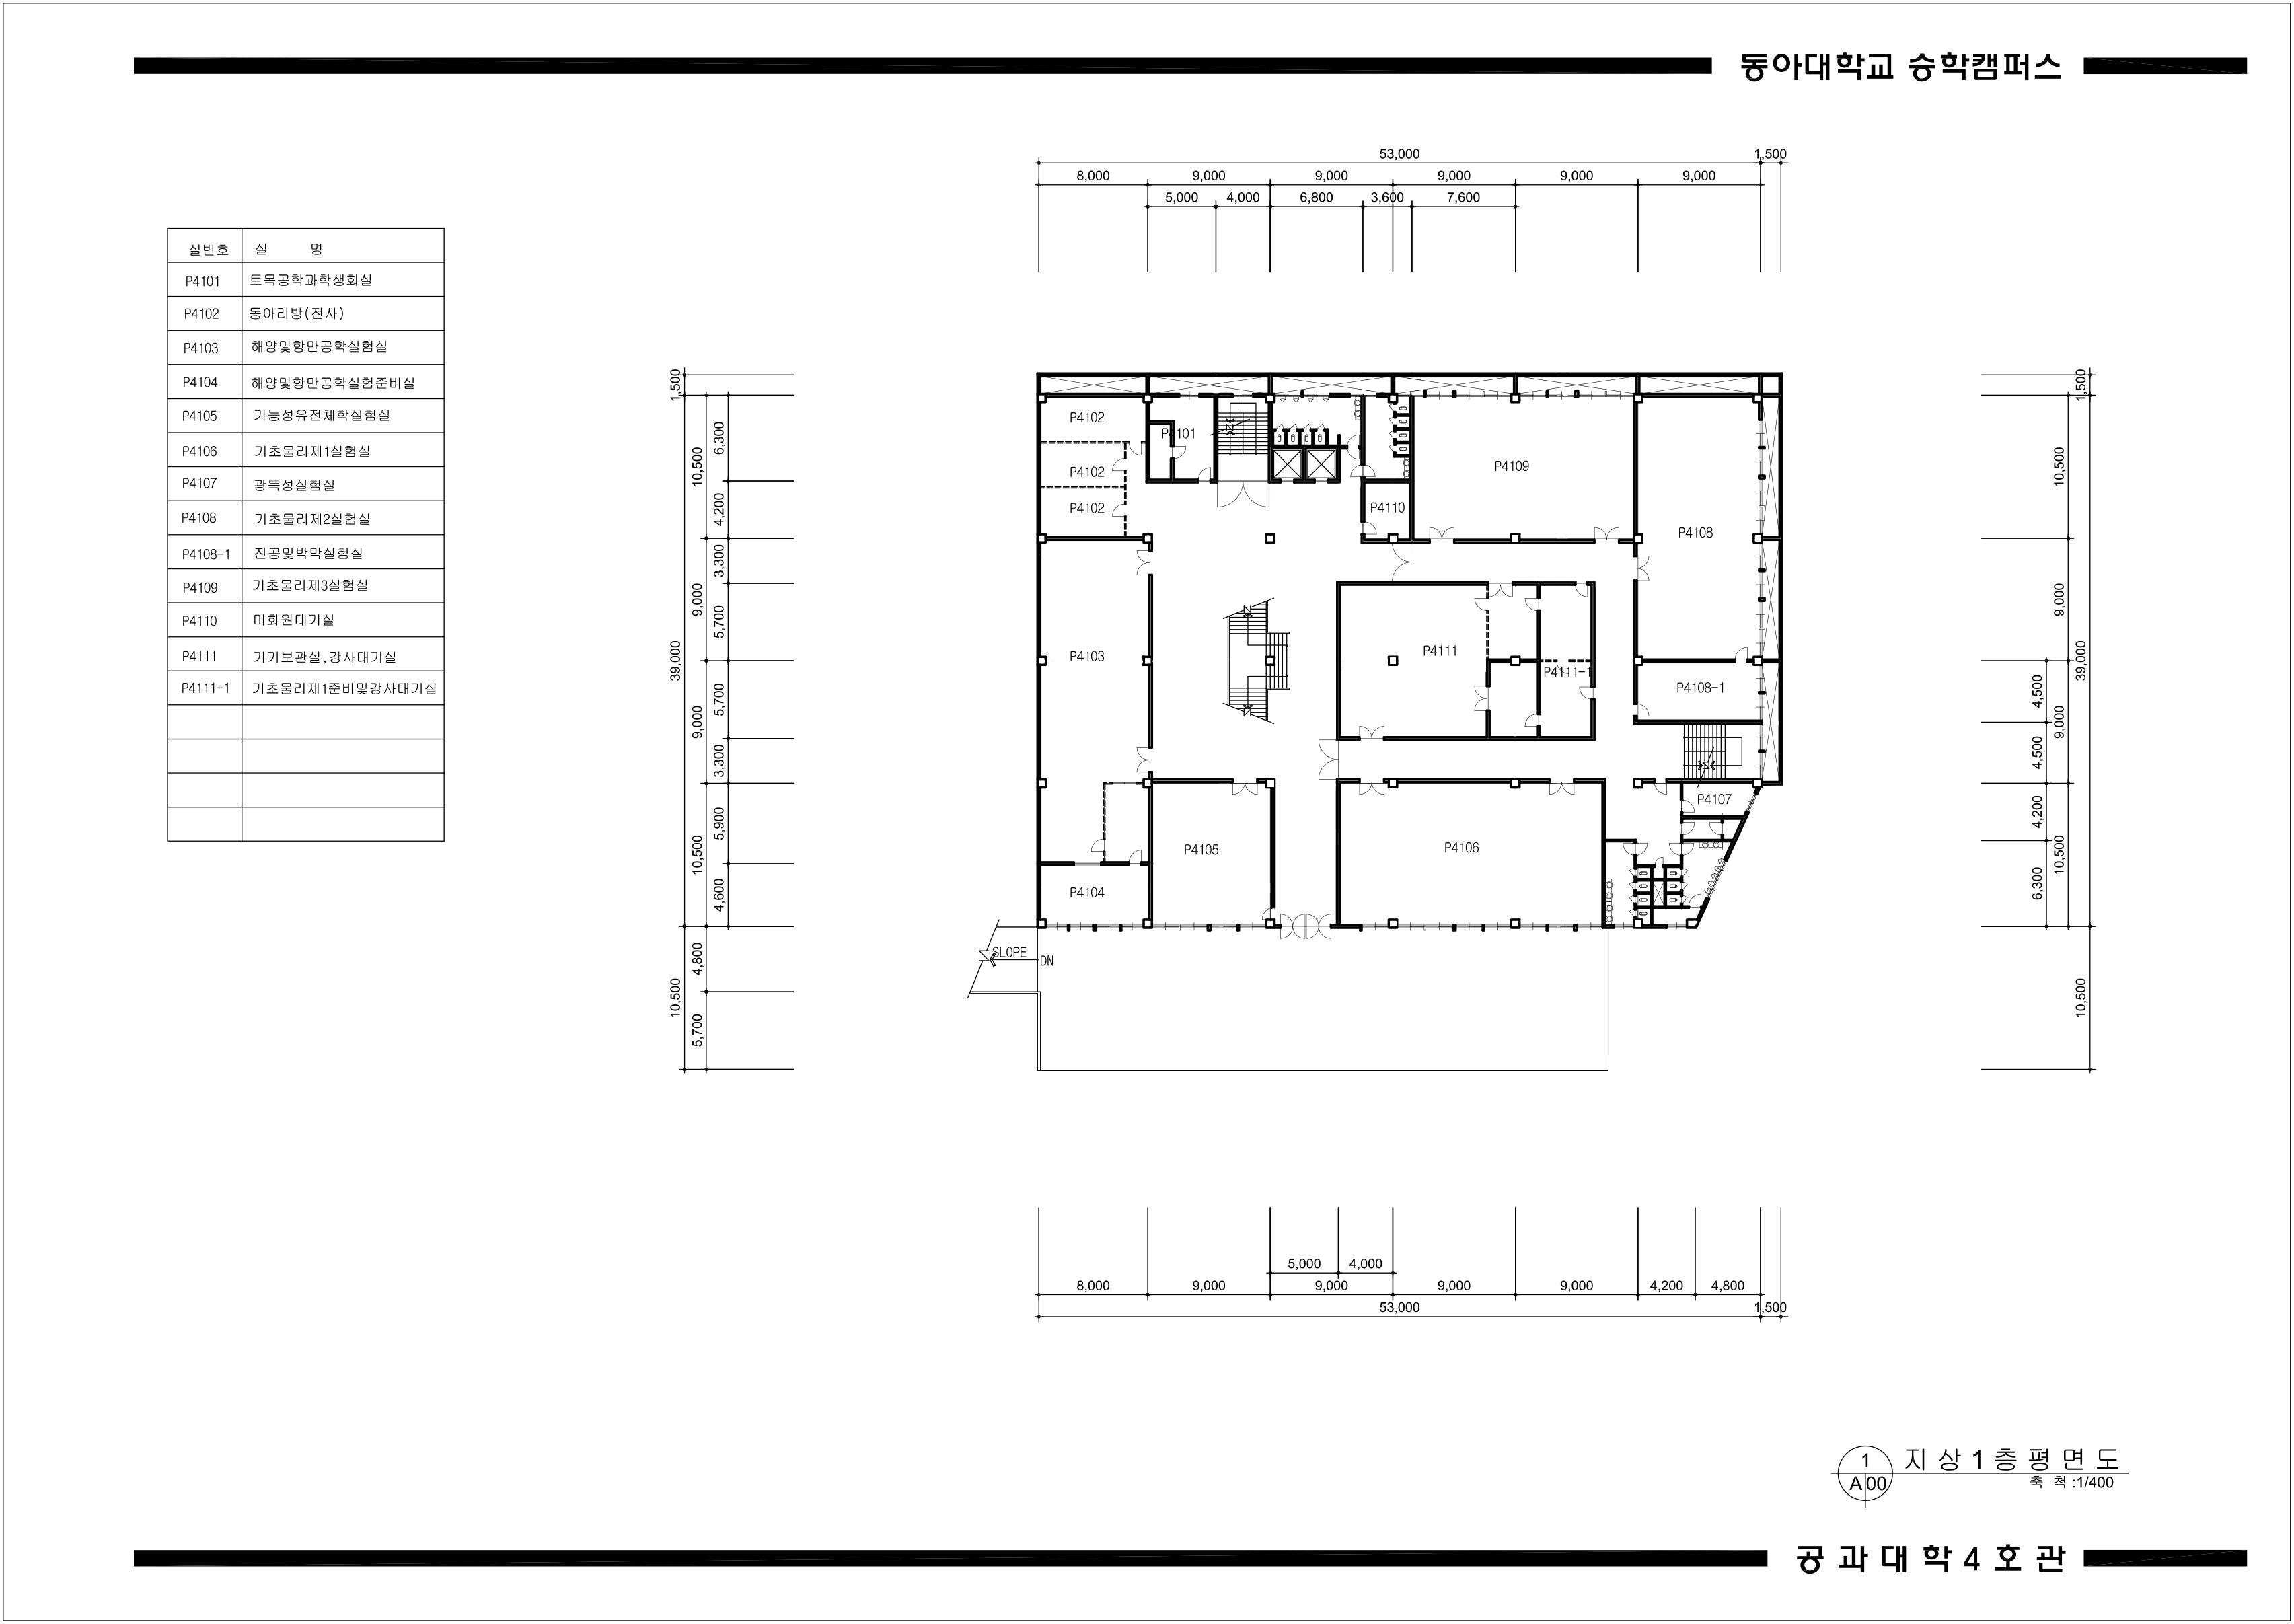 동아대학교 승학캠퍼스
53,000
1,500
8,000
9,000
9,000
9,000
9,000
9,000
5,000
4,000
6,800
3,600
7,600
실번호 실 명
P4101 토목공학과학생회실
P4102 동아리방(전사)
P4103 해양및항만공학실험실
P4104 해양및항만공학실험준비실
P4105 기능성유전체학실험실
P4106 기초물리제1실험실
P4107 광특성실험실
P4108 기초물리제2실험실
P4108-1 진공및박막실험실
P4109 기초물리제3실험실
P4110 미화원대기실
P4111 기기보관실,강사대기실
P4111-1 기초물리제1준비및강사대기실
1,500
39,000
10,500
10,500
9,000
9,000
10,500
4,800
5,700
6,300
4,200
3,300
5,700
5,700
3,300
5,900
4,600
P4102
P4101
P4102
P4102
P4109
P4110
P4108
P4103
P4111
P4111-1
P4108-1
P4107
P4105
P4106
P4104
SLOPE
DN
1,500
10,500
9,000
39,000
4,500
9,000
4,500
4,200
10,500
6,300
10,500
5,000
4,000
8,000
9,000
9,000
9,000
9,000
4,200
4,800
53,000
1,500
1
A 00
지상1층평면도
축 척 :1/400
공과대학4호관